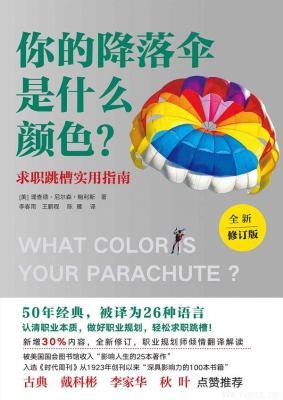 你的降落伞
是什么
颜色?
求职跳槽实用指南
[美] 理查德·尼尔森·鲍利斯 著
李春雨 王鹏程 陈雁 译
全新
修订版
WHAT COLOR IS
YOUR PARACHUTE ?
50年经典，被译为26种语言
认清职业本质，做好职业规划，轻松求职跳槽!
新增30%内容，全新修订，职业规划师倾情翻译解读
被美国国会图书馆收入“影响人生的25本著作”
入选《时代周刊》从1923年创刊以来“深具影响力的100本书籍”
古典 戴科彬 李家华 秋叶 点赞推荐